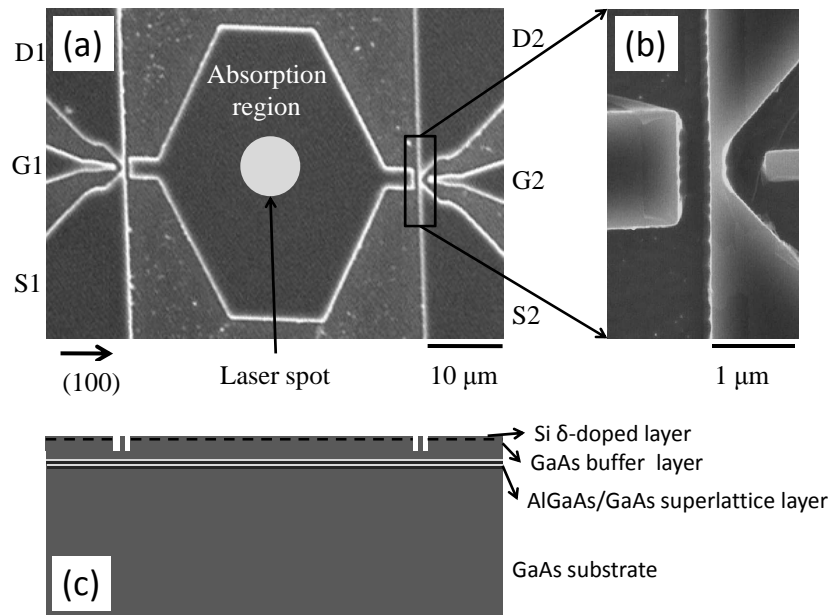 (a)
D1
G1
S1
Absorption
region
(b)
D2
G2
S2
(100)
Laser spot
10 μm
1 μm
(c)
Si δ-doped layer
GaAs buffer layer
AlGaAs/GaAs superlattice layer
GaAs substrate